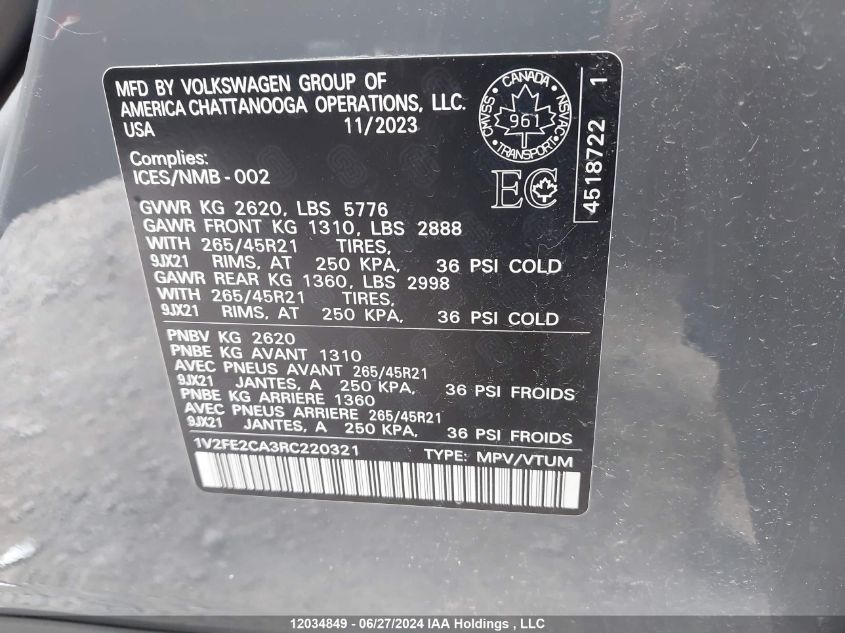 MFD BY VOLKSWAGEN GROUP OF
AMERICA CHATTANOOGA OPERATIONS, LLC.
USA 11/2023
Complies:
ICES/NMB-002
CANADA
CMVSS NSVAC
961
TRANSPORT
EC
4518722 1
GVWR KG 2620, LBS 5776
GAWR FRONT KG 1310, LBS 2888
WITH 265/45R21 TIRES,
9JX21 RIMS, AT 250 KPA, 36 PSI COLD
GAWR REAR KG 1360, LBS 2998
WITH 265/45R21 TIRES,
9JX21 RIMS, AT 250 KPA, 36 PSI COLD
PNBV KG 2620
PNBE KG AVANT 1310
AVEC PNEUS AVANT 265/45R21
9JX21 JANTES, A 250 KPA, 36 PSI FROIDS
PNBE KG ARRIERE 1360
AVEC PNEUS ARRIERE 265/45R21
9JX21 JANTES, A 250 KPA, 36 PSI FROIDS
1V2FE2CA3RC220321 TYPE: MPV/VTUM
12034849 - 06/27/2024 IAA Holdings , LLC